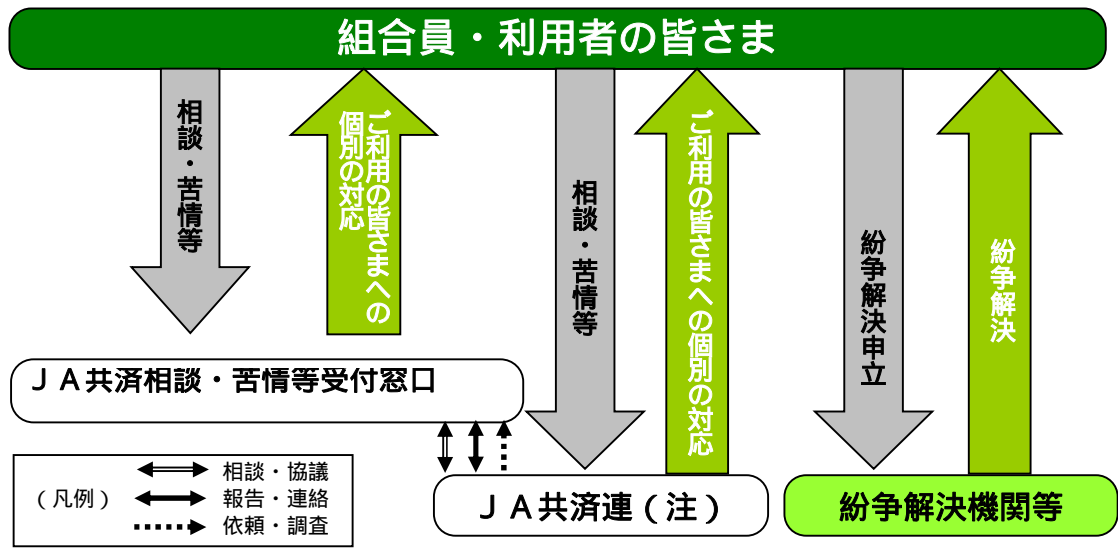 組合員・利用者の皆さま
相談・苦情等
ご利用の皆さまへの
個別の対応
相談・苦情等
ご利用の皆さまへの個別の対応
紛争解決申立
紛争解決
ＪＡ共済相談・苦情等受付窓口
（凡例）
相談・協議
報告・連絡
依頼・調査
ＪＡ共済連（注）
紛争解決機関等